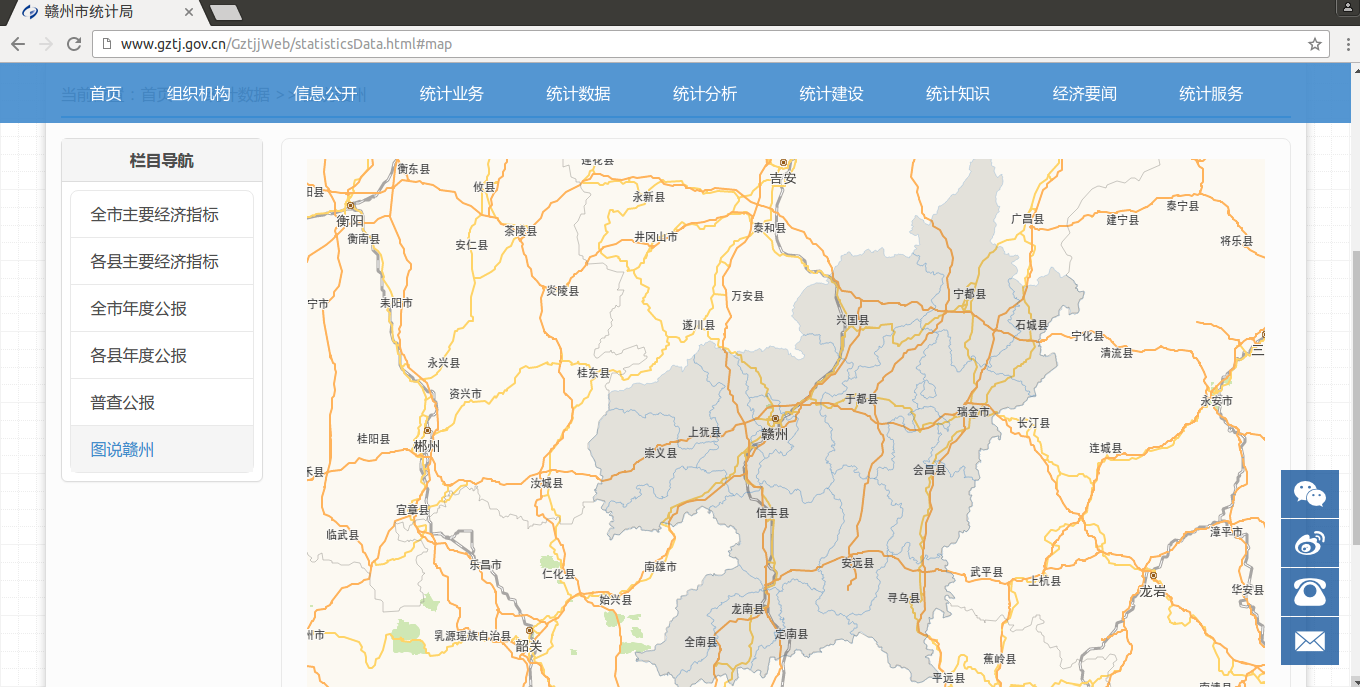 赣州市统计局
www.gztj.gov.cn/GztjjWeb/statisticsData.html#map
首页 组织机构 信息公开 统计业务 统计数据 统计分析 统计建设 统计知识 经济要闻 统计服务
栏目导航
全市主要经济指标
各县主要经济指标
全市年度公报
各县年度公报
普查公报
图说赣州
莲花县
衡东县
吉安
攸县
永新县
衡阳
泰宁县
广昌县
建宁县
茶陵县
泰和县
衡南县
安仁县
井冈山市
将乐县
炎陵县
万安县
宁都县
耒阳市
宁市
遂川县
兴国县
石城县
宁化县
清流县
三
永兴县
桂东县
资兴市
于都县
永安市
瑞金市
长汀县
赣州
上犹县
桂阳县
郴州
崇义县
连城县
会昌县
汝城县
宜章县
信丰县
临武县
漳平市
乐昌市
仁化县
南雄市
安远县
武平县
上杭县
龙岩
华安县
始兴县
寻乌县
龙南县
州市
乳源瑶族自治县
韶关
全南县
定南县
蕉岭县
平远县
南靖县